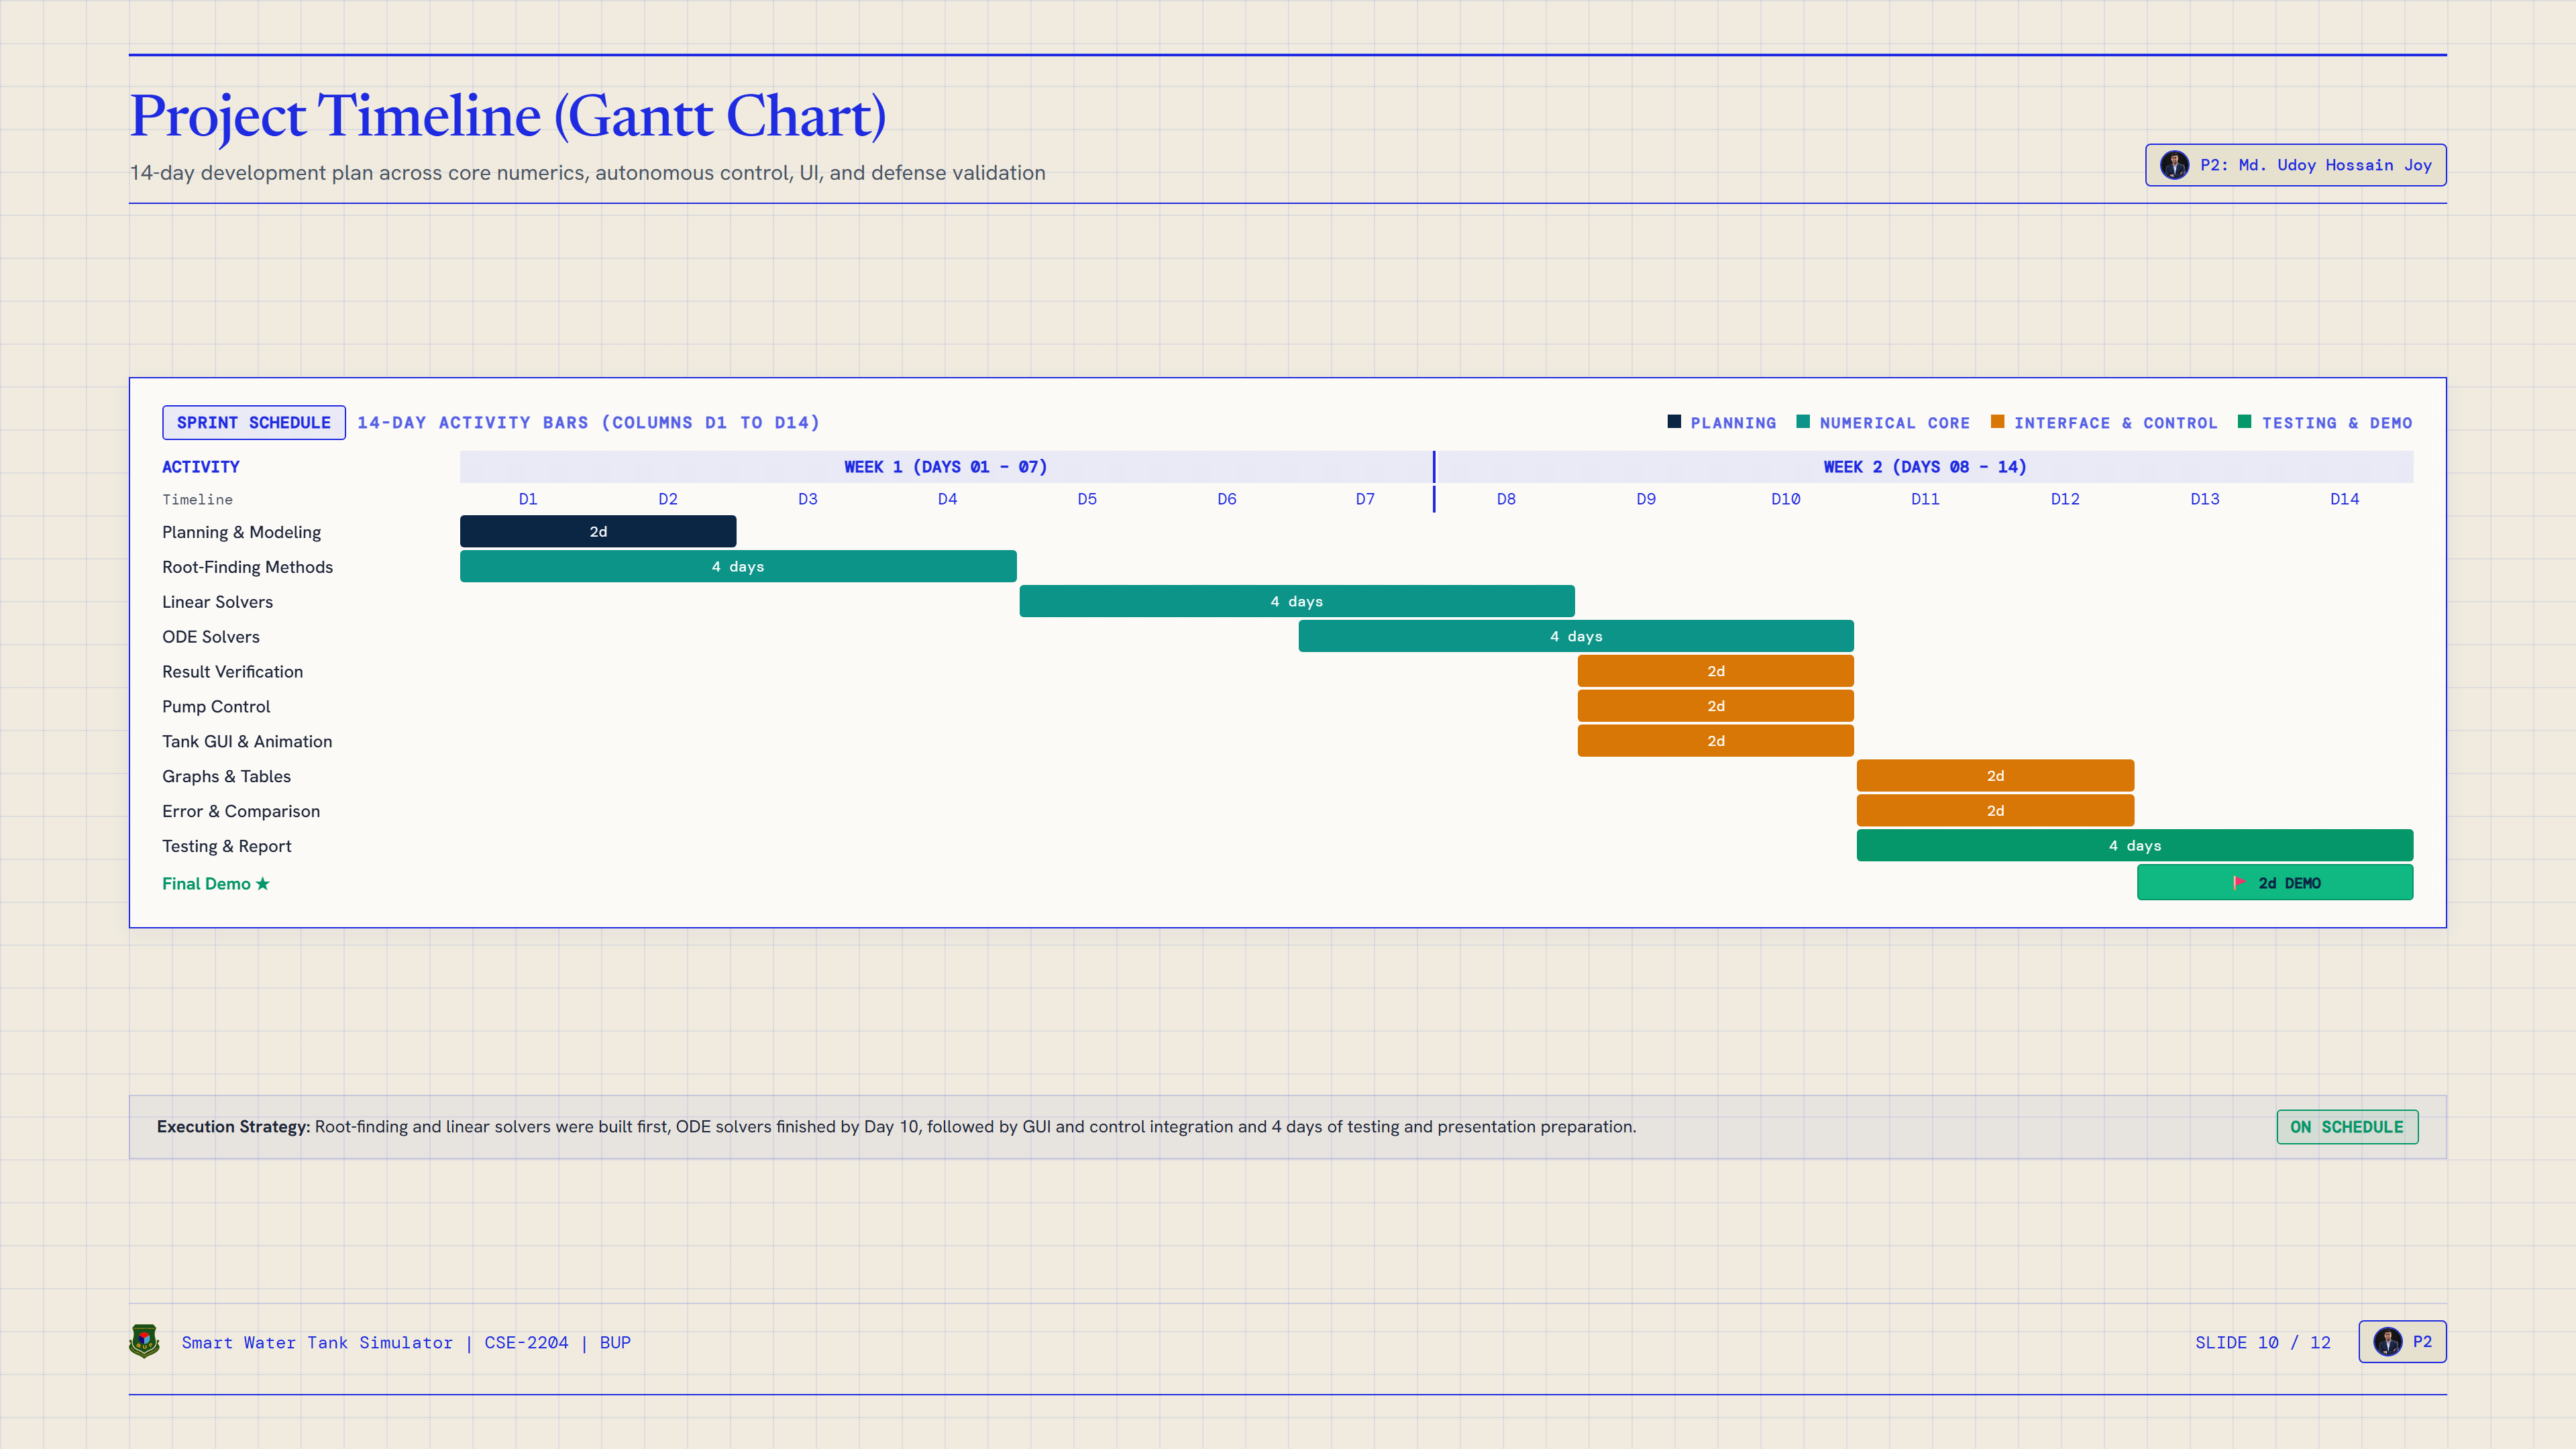 Project Timeline (Gantt Chart)
14-day development plan across core numerics, autonomous control, UI, and defense validation
P2: Md. Udoy Hossain Joy
SPRINT SCHEDULE 14-DAY ACTIVITY BARS (COLUMNS D1 TO D14)
PLANNING NUMERICAL CORE INTERFACE & CONTROL TESTING & DEMO
ACTIVITY WEEK 1 (DAYS 01 – 07) WEEK 2 (DAYS 08 – 14)
Timeline D1 D2 D3 D4 D5 D6 D7 D8 D9 D10 D11 D12 D13 D14
Planning & Modeling 2d
Root-Finding Methods 4 days
Linear Solvers 4 days
ODE Solvers 4 days
Result Verification 2d
Pump Control 2d
Tank GUI & Animation 2d
Graphs & Tables 2d
Error & Comparison 2d
Testing & Report 4 days
Final Demo ★ 2d DEMO
Execution Strategy: Root-finding and linear solvers were built first, ODE solvers finished by Day 10, followed by GUI and control integration and 4 days of testing and presentation preparation.
ON SCHEDULE
BUP
Smart Water Tank Simulator | CSE-2204 | BUP
SLIDE 10 / 12
P2